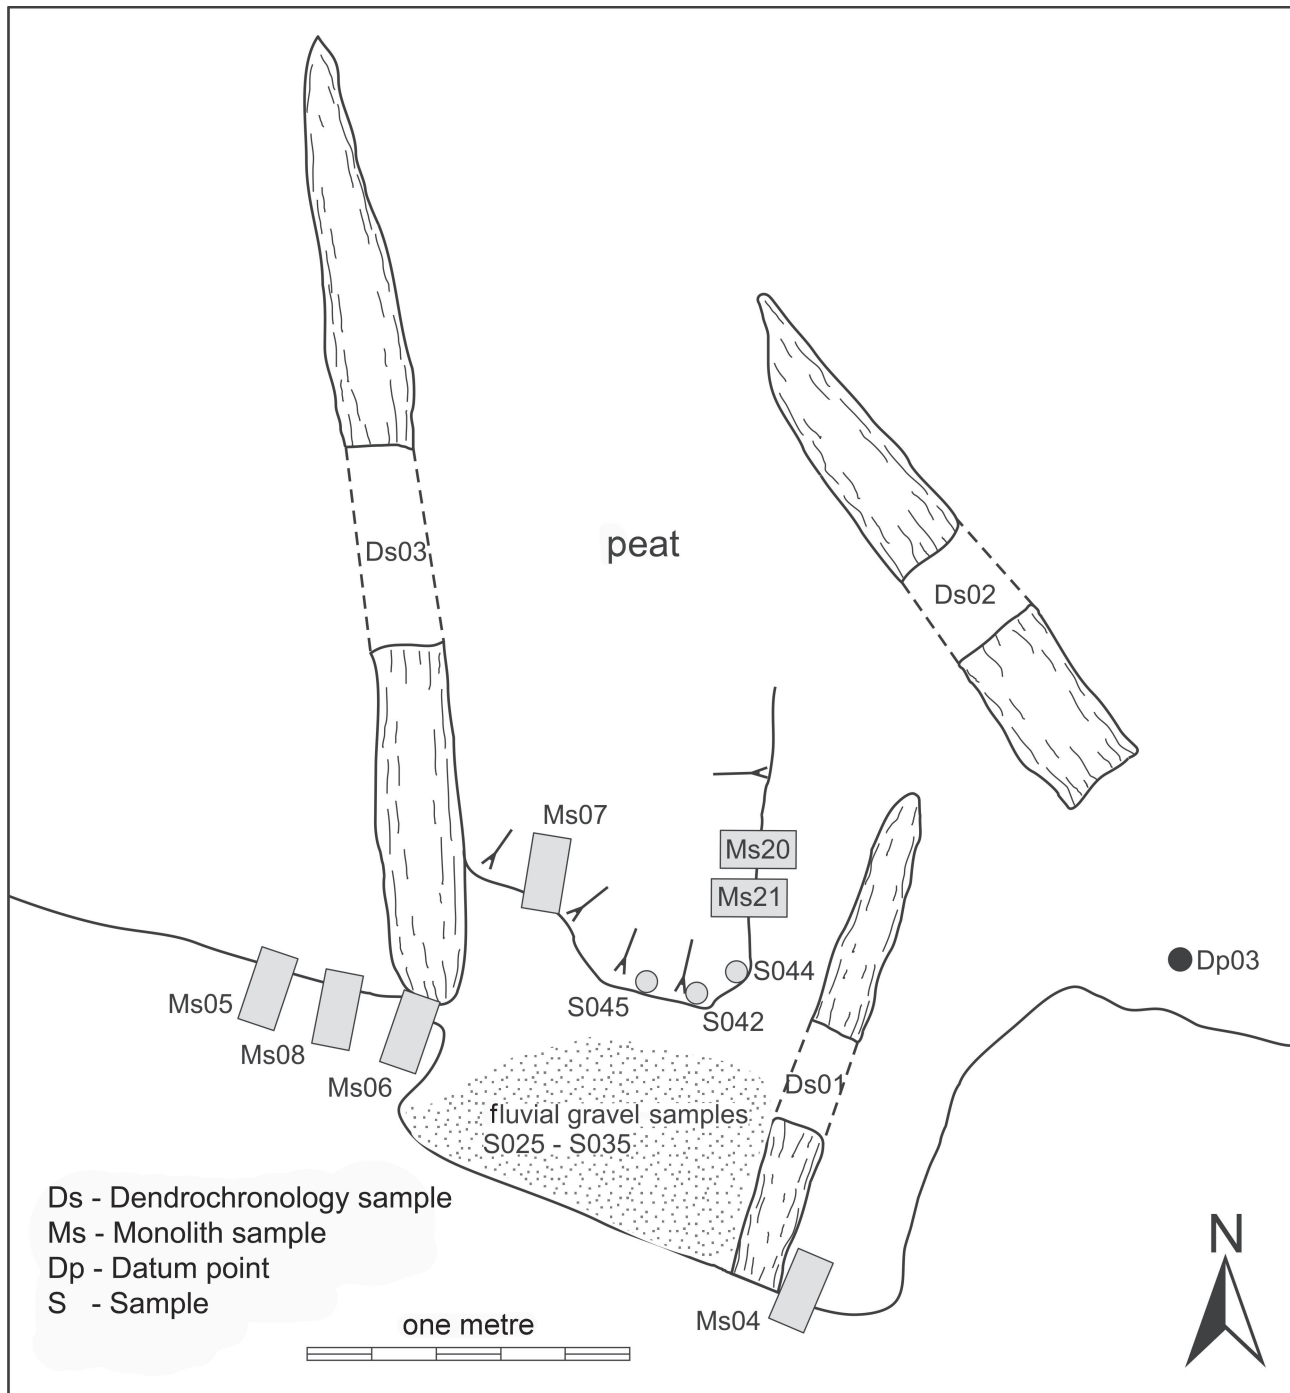 Ds03
peat
Ds02
Ms07
Ms20
Ms21
S044
Dp03
Ms05
S045
S042
Ms08
Ms06
Ds01
fluvial gravel samples
S025 - S035
Ds - Dendrochronology sample
Ms - Monolith sample
Dp - Datum point
S - Sample
one metre
Ms04
N